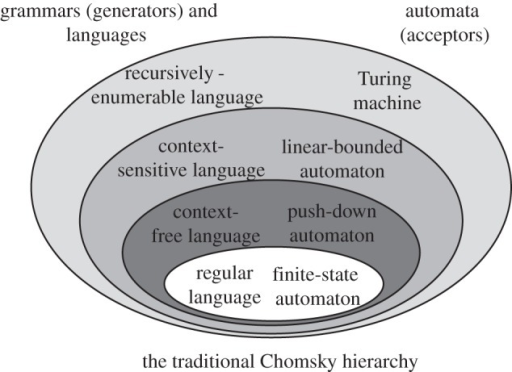 grammars (generators) and
languages
automata
(acceptors)
recursively -
enumerable language
Turing
machine
context-
sensitive language
linear-bounded
automaton
context-
free language
push-down
automaton
regular
language
finite-state
automaton
the traditional Chomsky hierarchy